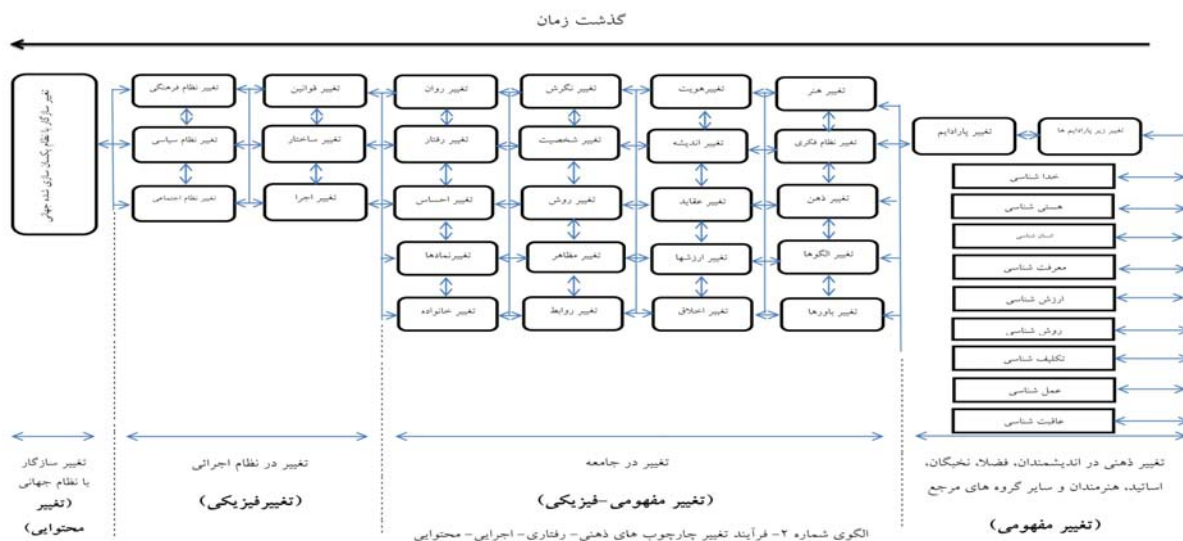 گذشت زمان
تغییر زیر پارادایم ها
تغییر پارادایم
خدا شناسی
هستی شناسی
انسان شناسی
معرفت شناسی
ارزش شناسی
روش شناسی
تکلیف شناسی
عمل شناسی
عاقبت شناسی
تغییر هنر
تغییر نظام فکری
تغییر ذهن
تغییر الگوها
تغییر باورها
تغییرهویت
تغییر اندیشه
تغییر عقاید
تغییر ارزشها
تغییر اخلاق
تغییر نگرش
تغییر شخصیت
تغییر روش
تغییر مظاهر
تغییر روابط
تغییر روان
تغییر رفتار
تغییر احساس
تغییرنمادها
تغییر خانواده
تغییر قوانین
تغییر ساختار
تغییر اجرا
تغییر نظام فرهنگی
تغییر نظام سیاسی
تغییر نظام اجتماعی
تغییر سازگار با نظام یکسان سازی شده جهانی
تغییر ذهنی در اندیشمندان، فضلا، نخبگان،
اساتید، هنرمندان و سایر گروه های مرجع
(تغییر مفهومی)
تغییر در جامعه
(تغییر مفهومی-فیزیکی)
تغییر در نظام اجرائی
(تغییرفیزیکی)
تغییر سازگار
با نظام جهانی
(تغییر
محتوایی)
الگوی شماره ۲- فرآیند تغییر چارچوب های ذهنی- رفتاری- اجرایی- محتوایی